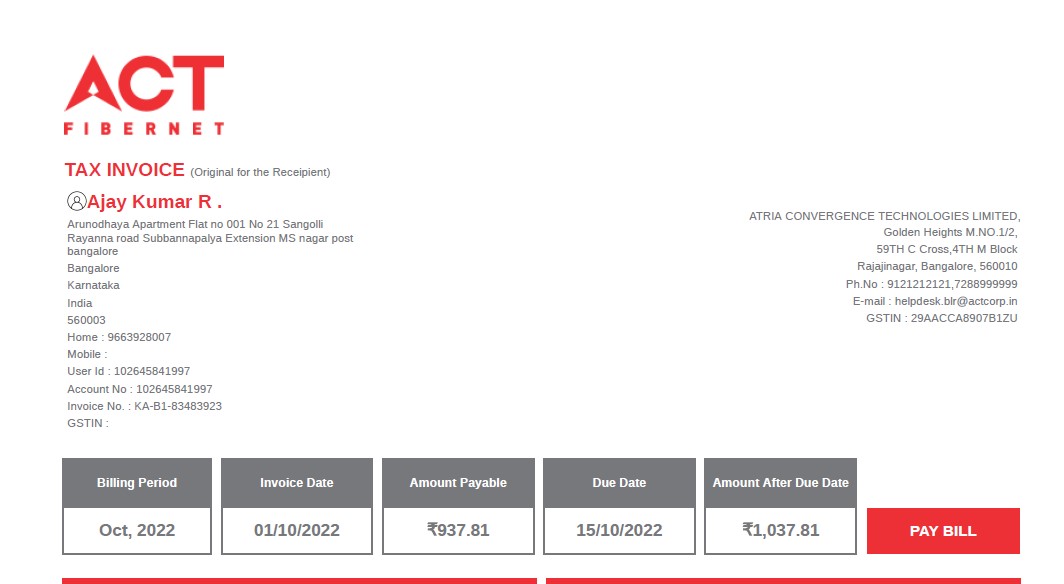 ACT
FIBERNET
TAX INVOICE (Original for the Receipient)
Ajay Kumar R .
Arunodhaya Apartment Flat no 001 No 21 Sangolli
Rayanna road Subbannapalya Extension MS nagar post
bangalore
Bangalore
Karnataka
India
560003
Home : 9663928007
Mobile :
User Id : 102645841997
Account No : 102645841997
Invoice No. : KA-B1-83483923
GSTIN :
ATRIA CONVERGENCE TECHNOLOGIES LIMITED,
Golden Heights M.NO.1/2,
59TH C Cross,4TH M Block
Rajajinagar, Bangalore, 560010
Ph.No : 9121212121,7288999999
E-mail : helpdesk.blr@actcorp.in
GSTIN : 29AACCA8907B1ZU
Billing Period Invoice Date Amount Payable Due Date Amount After Due Date
Oct, 2022 01/10/2022 ₹937.81 15/10/2022 ₹1,037.81 PAY BILL